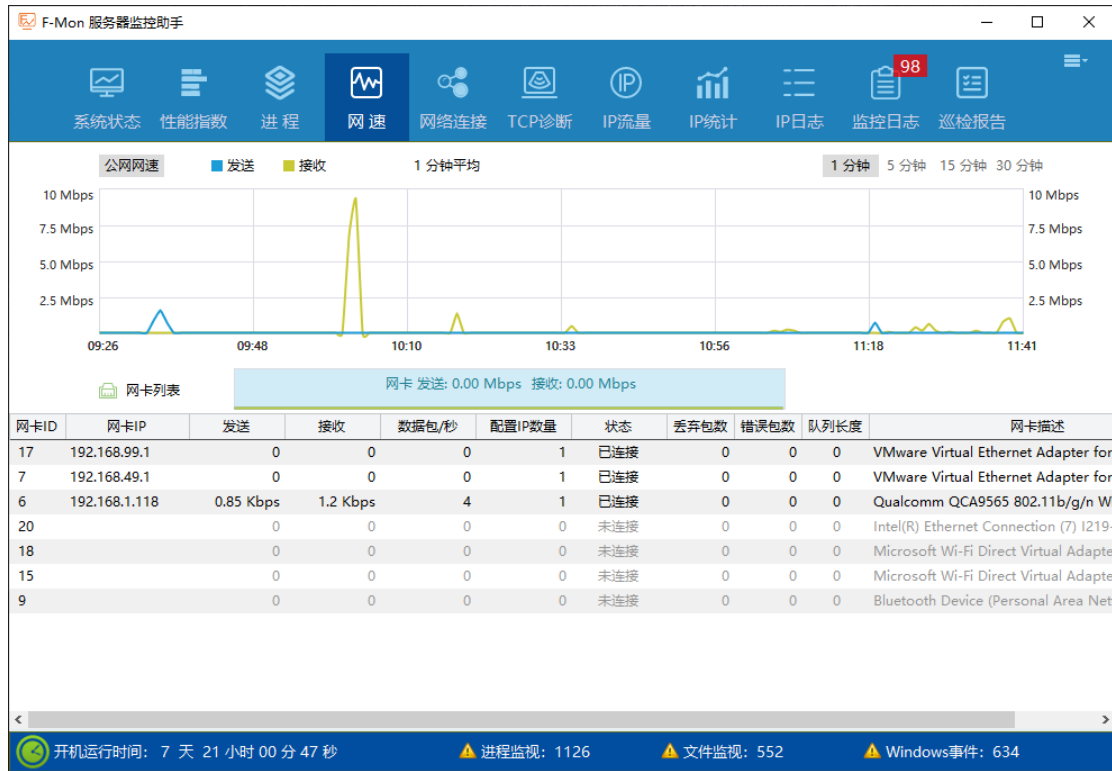 F-Mon 服务器监控助手
98
系统状态 性能指数 进 程 网 速 网络连接 TCP诊断 IP流量 IP统计 IP日志 监控日志 巡检报告
公网网速 发送 接收 1 分钟平均 1 分钟 5 分钟 15 分钟 30 分钟
10 Mbps 10 Mbps
7.5 Mbps 7.5 Mbps
5.0 Mbps 5.0 Mbps
2.5 Mbps 2.5 Mbps
09:26 09:48 10:10 10:33 10:56 11:18 11:41
网卡列表 网卡 发送: 0.00 Mbps 接收: 0.00 Mbps
网卡ID 网卡IP 发送 接收 数据包/秒 配置IP数量 状态 丢弃包数 错误包数 队列长度 网卡描述
17 192.168.99.1 0 0 0 1 已连接 0 0 0 VMware Virtual Ethernet Adapter for
7 192.168.49.1 0 0 0 1 已连接 0 0 0 VMware Virtual Ethernet Adapter for
6 192.168.1.118 0.85 Kbps 1.2 Kbps 4 1 已连接 0 0 0 Qualcomm QCA9565 802.11b/g/n W
20 0 0 0 0 未连接 0 0 0 Intel(R) Ethernet Connection (7) I219-
18 0 0 0 0 未连接 0 0 0 Microsoft Wi-Fi Direct Virtual Adapte
15 0 0 0 0 未连接 0 0 0 Microsoft Wi-Fi Direct Virtual Adapte
9 0 0 0 0 未连接 0 0 0 Bluetooth Device (Personal Area Net
开机运行时间: 7 天 21 小时 00 分 47 秒 进程监视: 1126 文件监视: 552 Windows事件: 634